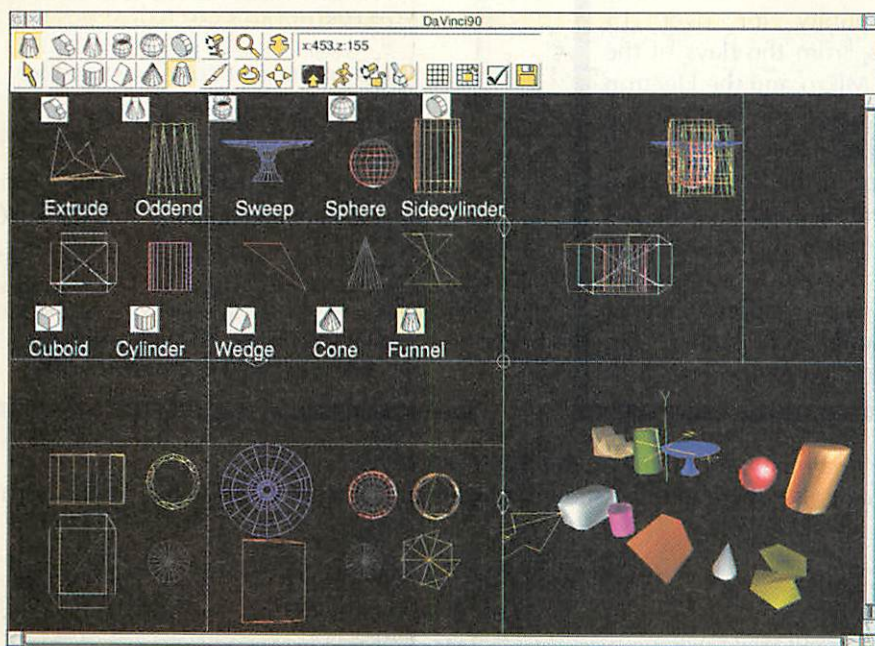 DaVinci90
x:453.z:155
Extrude Oddend Sweep Sphere Sidecylinder
Cuboid Cylinder Wedge Cone Funnel
Y